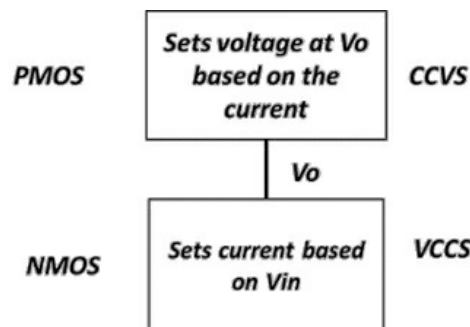 PMOS
Sets voltage at Vo
based on the
current
CCVS
Vo
NMOS
Sets current based
on Vin
VCCS